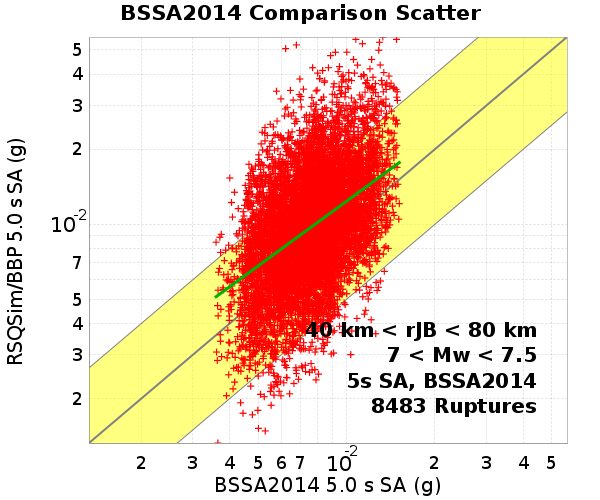 BSSA2014 Comparison Scatter
RSQSim/BBP 5.0 s SA (g)
5
4
3
2
10-2
7
5
4
3
2
40 km < rJB < 80 km
7 < Mw < 7.5
5s SA, BSSA2014
8483 Ruptures
2 3 4 5 6 7 10-2 2 3 4 5
BSSA2014 5.0 s SA (g)